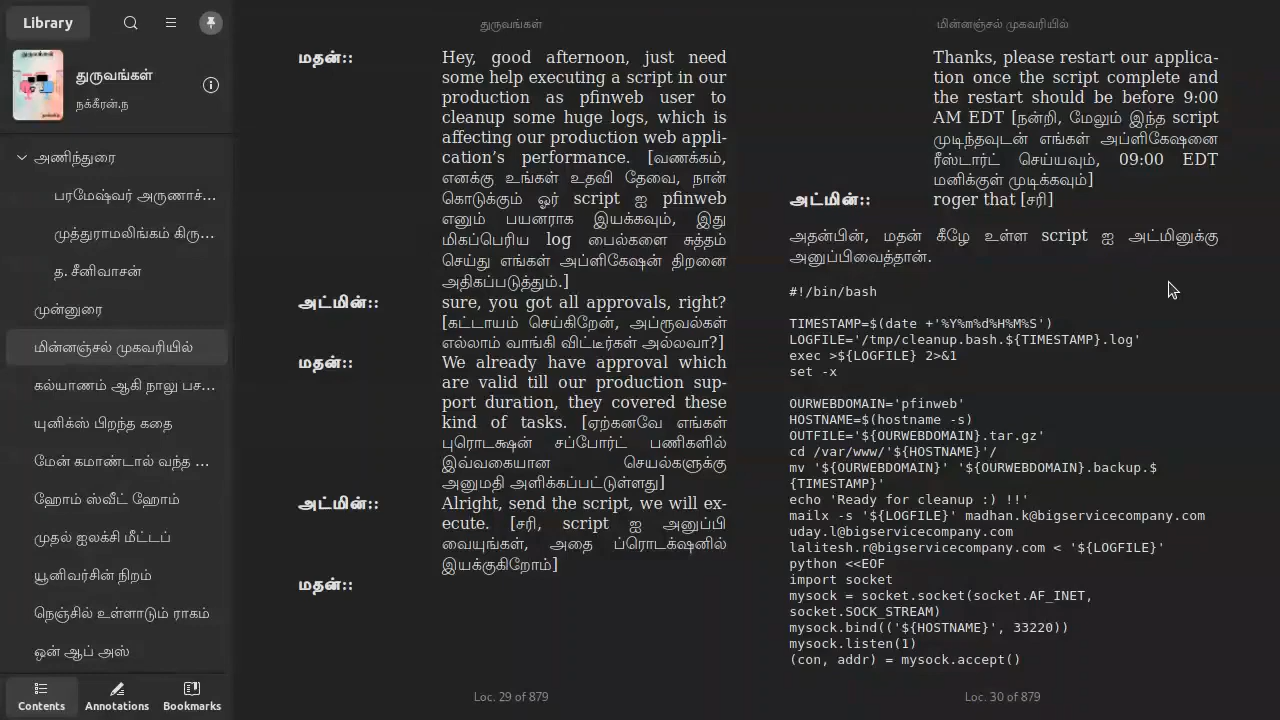 Library
துருவங்கள்
நக்கீரன்.ந
அணிந்துரை
பரமேஷ்வர் அருணாச்...
முத்துராமலிங்கம் கிரு...
த. சீனிவாசன்
முன்னுரை
மின்னஞ்சல் முகவரியில்
கல்யாணம் ஆகி நாலு பச...
யுனிக்ஸ் பிறந்த கதை
மேன் கமாண்டால் வந்த ...
ஹோம் ஸ்வீட் ஹோம்
முதல் ஐலக்சி மீட்டப்
யூனிவர்சின் நிறம்
நெஞ்சில் உள்ளாடும் ராகம்
ஒன் ஆப் அஸ்
Contents
Annotations
Bookmarks
துருவங்கள்
மதன்:: Hey, good afternoon, just need
some help executing a script in our
production as pfinweb user to
cleanup some huge logs, which is
affecting our production web appli-
cation's performance. [வணக்கம்,
எனக்கு உங்கள் உதவி தேவை, நான்
கொடுக்கும் ஓர் script ஐ pfinweb
எனும் பயனராக இயக்கவும், இது
மிகப்பெரிய log பைல்களை சுத்தம்
செய்து எங்கள் அப்ளிகேஷன் திறனை
அதிகப்படுத்தும்.]
அட்மின்:: sure, you got all approvals, right?
[கட்டாயம் செய்கிறேன், அப்ரூவல்கள்
எல்லாம் வாங்கி விட்டீர்கள் அல்லவா?]
மதன்:: We already have approval which
are valid till our production sup-
port duration, they covered these
kind of tasks. [ஏற்கனவே எங்கள்
புரொடக்ஷன் சப்போர்ட் பணிகளில்
இவ்வகையான செயல்களுக்கு
அனுமதி அளிக்கப்பட்டுள்ளது]
அட்மின்:: Alright, send the script, we will ex-
ecute. [சரி, script ஐ அனுப்பி
வையுங்கள், அதை ப்ரொடக்‌ஷனில்
இயக்குகிறோம்]
மதன்::
Loc. 29 of 879
மின்னஞ்சல் முகவரியில்
Thanks, please restart our applica-
tion once the script complete and
the restart should be before 9:00
AM EDT [நன்றி, மேலும் இந்த script
முடிந்தவுடன் எங்கள் அப்ளிகேஷனை
ரீஸ்டார்ட் செய்யவும், 09:00 EDT
மனிக்குள் முடிக்கவும்]
அட்மின்:: roger that [சரி]
அதன்பின், மதன் கீழே உள்ள script ஐ அட்மினுக்கு
அனுப்பிவைத்தான்.
#!/bin/bash
TIMESTAMP=$(date +'%Y%m%d%H%M%S')
LOGFILE='/tmp/cleanup.bash.${TIMESTAMP}.log'
exec >${LOGFILE} 2>&1
set -x
OURWEBDOMAIN='pfinweb'
HOSTNAME=$(hostname -s)
OUTFILE='${OURWEBDOMAIN}.tar.gz'
cd /var/www/'${HOSTNAME}'/
mv '${OURWEBDOMAIN}' '${OURWEBDOMAIN}.backup.$
{TIMESTAMP}'
echo 'Ready for cleanup :) !!'
mailx -s '${LOGFILE}' madhan.k@bigservicecompany.com
uday.l@bigservicecompany.com
lalitesh.r@bigservicecompany.com < '${LOGFILE}'
python <<EOF
import socket
mysock = socket.socket(socket.AF_INET,
socket.SOCK_STREAM)
mysock.bind(('${HOSTNAME}', 33220))
mysock.listen(1)
(con, addr) = mysock.accept()
Loc. 30 of 879